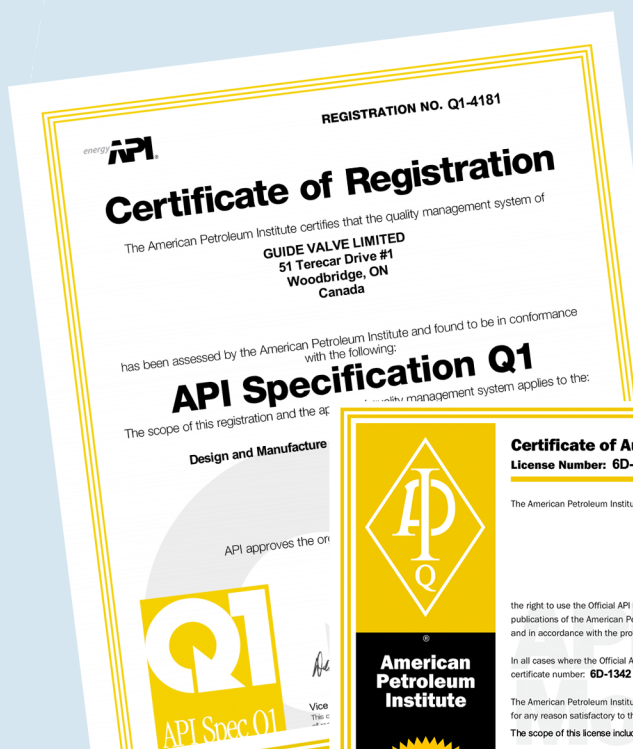 REGISTRATION NO. Q1-4181
energy API®
Certificate of Registration
The American Petroleum Institute certifies that the quality management system of
GUIDE VALVE LIMITED
51 Terecar Drive #1
Woodbridge, ON
Canada
has been assessed by the American Petroleum Institute and found to be in conformance
with the following:
API Specification Q1
The scope of this registration and the quality management system applies to the:
Design and Manufacture
API approves the
Q1
API Spec Q1
Vice
This
API
Q
®
American
Petroleum
Institute
Certificate of
License Number: 6D-
The American Petroleum
the right to use the Official API
publications of the American
and in accordance with the
In all cases where the Official
certificate number: 6D-1342
The American Petroleum
for any reason satisfactory to
The scope of this license